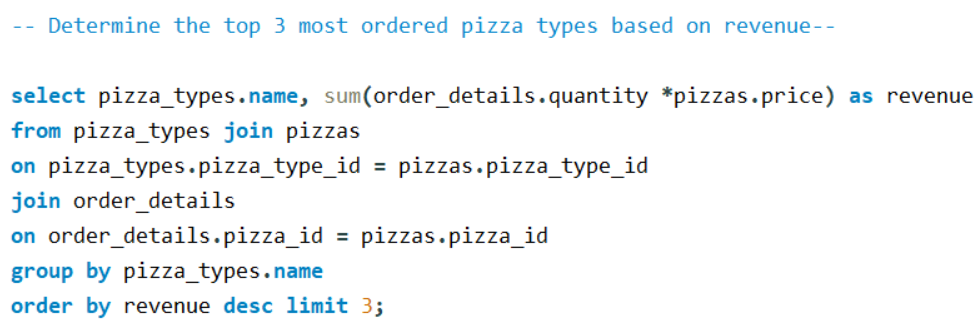 -- Determine the top 3 most ordered pizza types based on revenue--
select pizza_types.name, sum(order_details.quantity *pizzas.price) as revenue
from pizza_types join pizzas
on pizza_types.pizza_type_id = pizzas.pizza_type_id
join order_details
on order_details.pizza_id = pizzas.pizza_id
group by pizza_types.name
order by revenue desc limit 3;